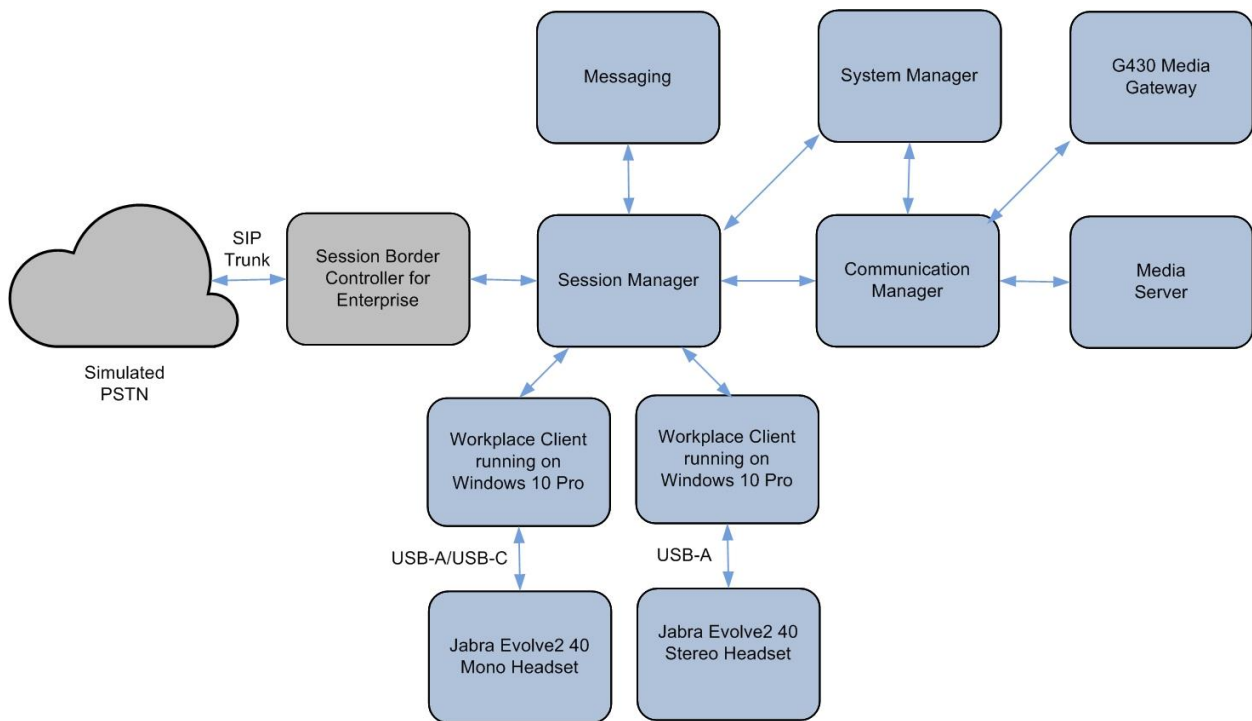 Messaging
System Manager
G430 Media
Gateway
SIP
Trunk
Session Border
Controller for
Enterprise
Session Manager
Communication
Manager
Media
Server
Simulated
PSTN
Workplace Client
running on
Windows 10 Pro
Workplace Client
running on
Windows 10 Pro
USB-A/USB-C
USB-A
Jabra Evolve2 40
Mono Headset
Jabra Evolve2 40
Stereo Headset